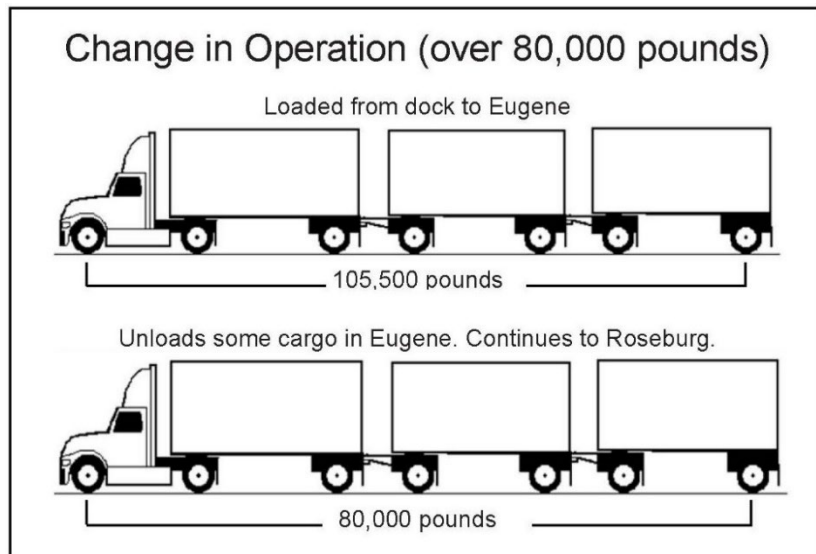 Change in Operation (over 80,000 pounds)
Loaded from dock to Eugene
105,500 pounds
Unloads some cargo in Eugene. Continues to Roseburg.
80,000 pounds